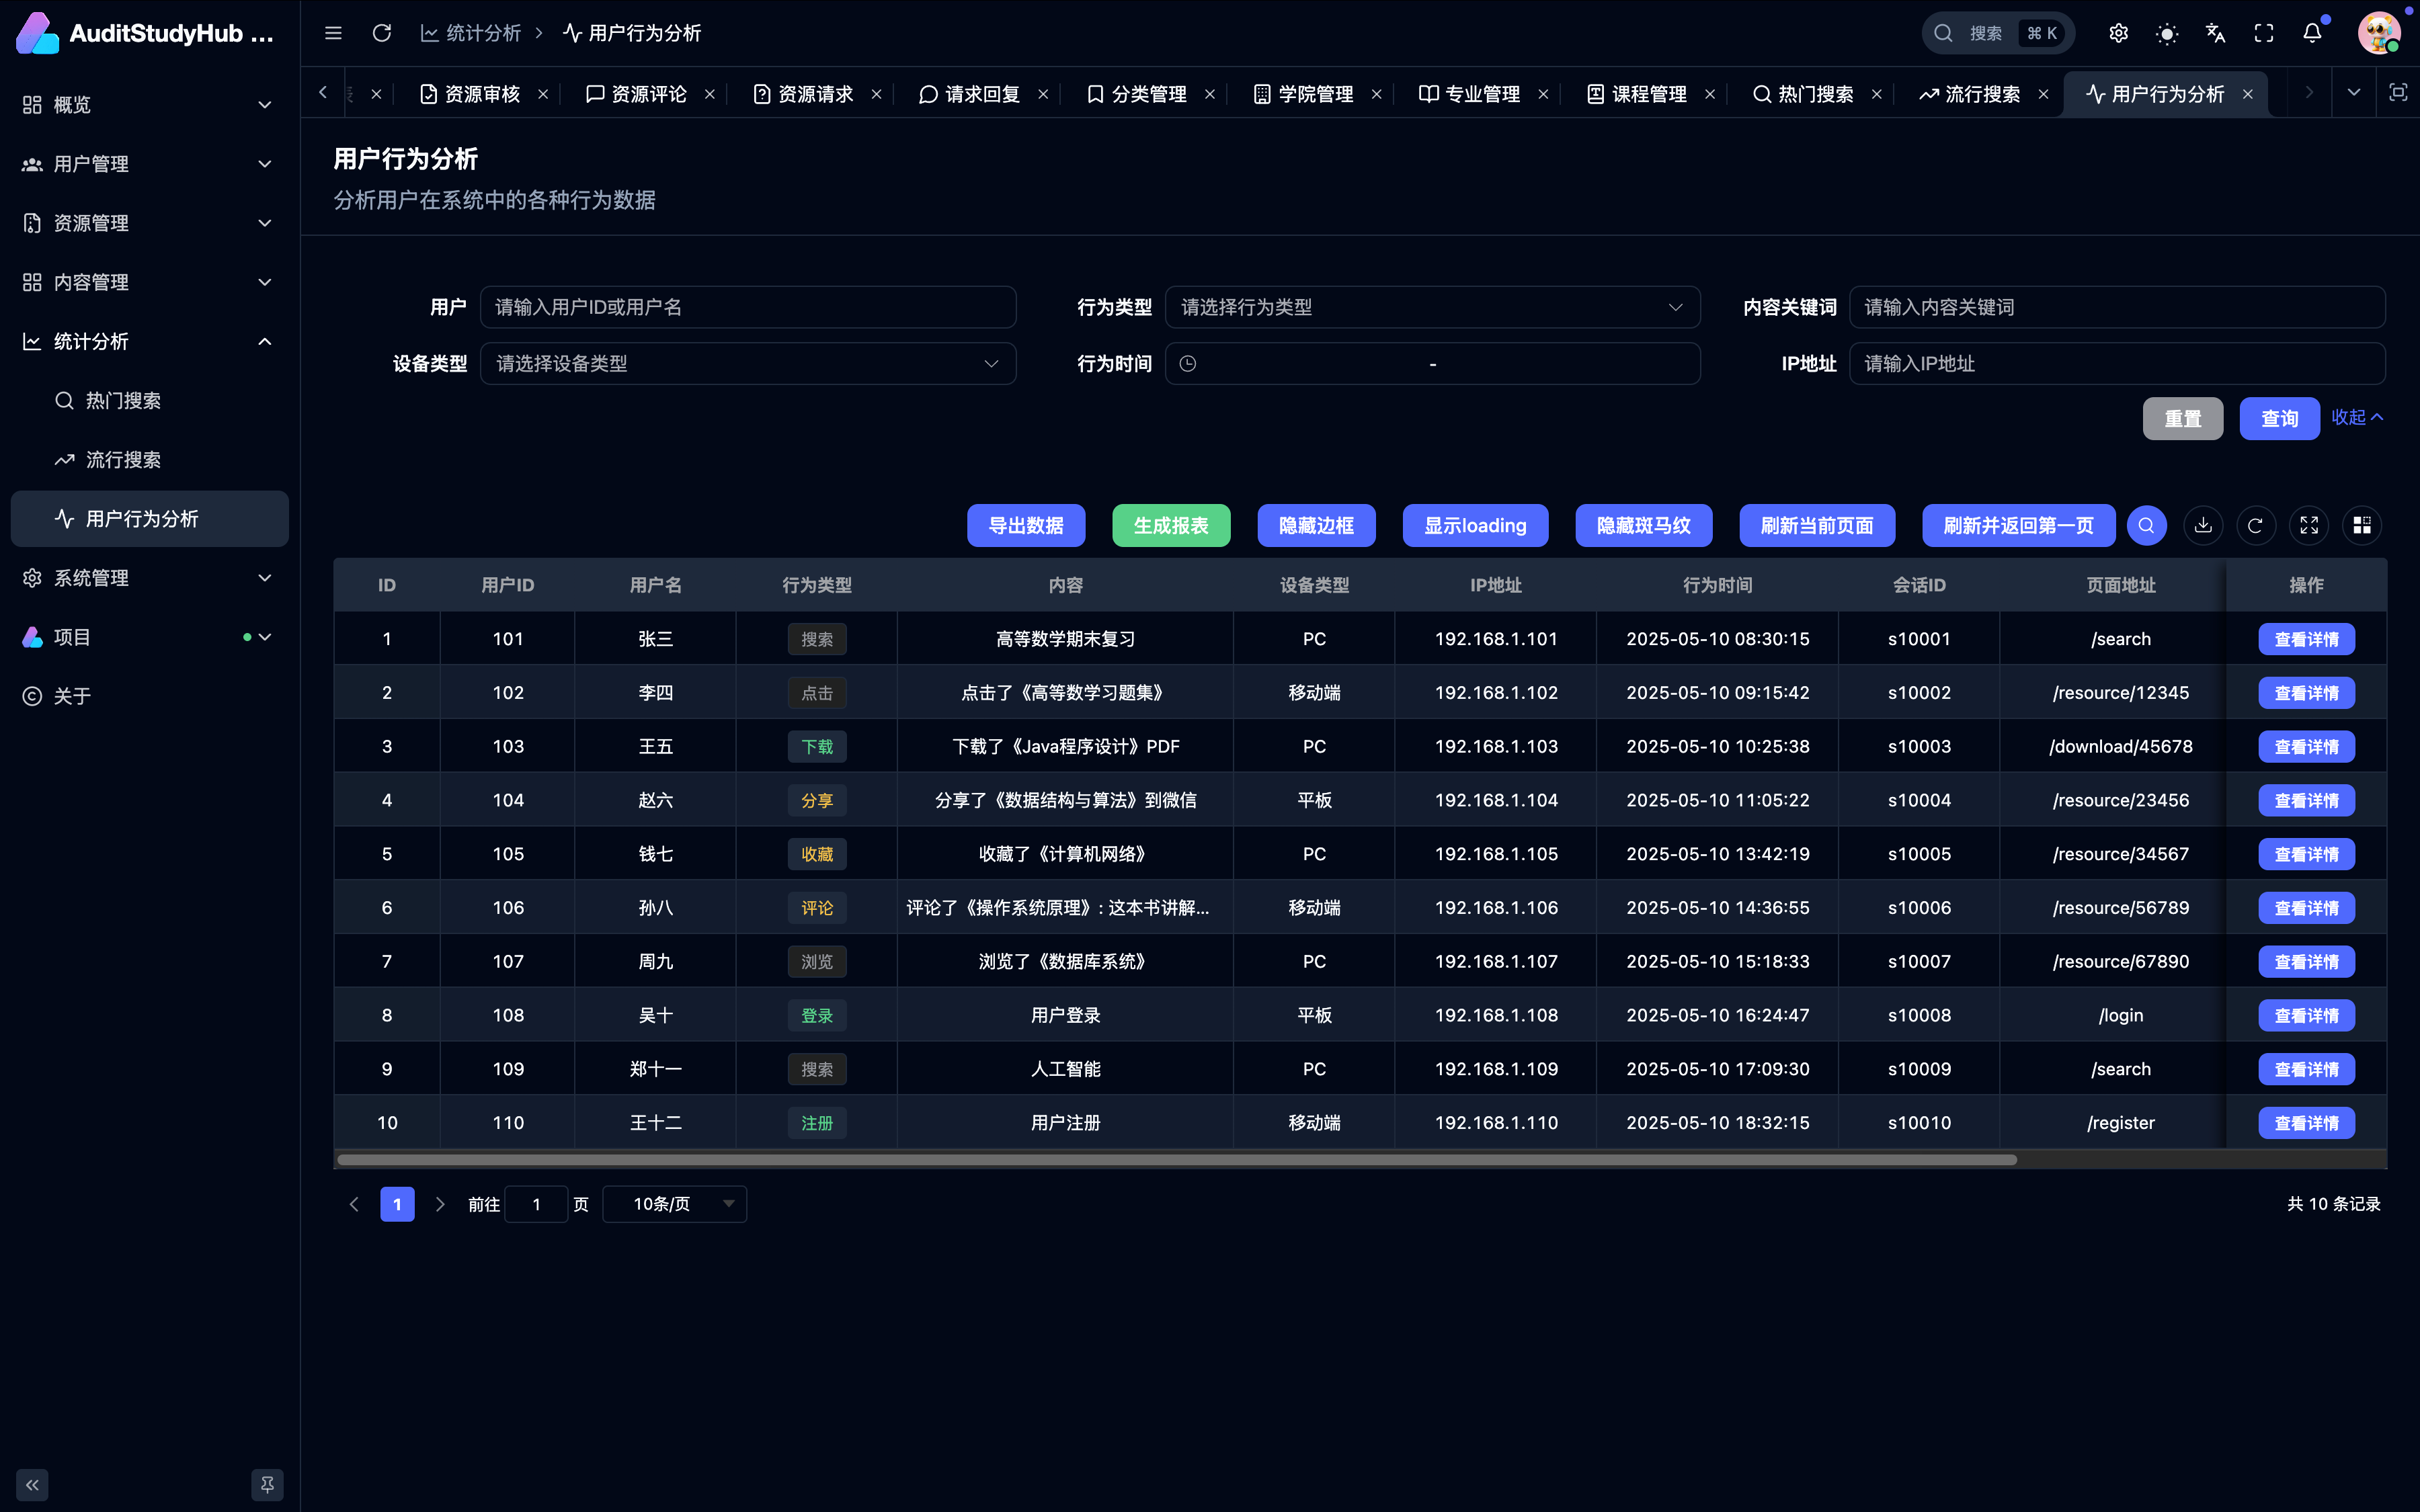 AuditStudyHub ...
统计分析
用户行为分析
搜索
⌘ K
资源审核
资源评论
资源请求
请求回复
分类管理
学院管理
专业管理
课程管理
热门搜索
流行搜索
用户行为分析
概览
用户管理
资源管理
内容管理
统计分析
热门搜索
流行搜索
用户行为分析
系统管理
项目
关于
用户行为分析
分析用户在系统中的各种行为数据
用户 请输入用户ID或用户名 行为类型 请选择行为类型 内容关键词 请输入内容关键词
设备类型 请选择设备类型 行为时间 - IP地址 请输入IP地址
重置 查询 收起
导出数据 生成报表 隐藏边框 显示loading 隐藏斑马纹 刷新当前页面 刷新并返回第一页
ID 用户ID 用户名 行为类型 内容 设备类型 IP地址 行为时间 会话ID 页面地址 操作
1 101 张三 搜索 高等数学期末复习 PC 192.168.1.101 2025-05-10 08:30:15 s10001 /search 查看详情
2 102 李四 点击 点击了《高等数学习题集》 移动端 192.168.1.102 2025-05-10 09:15:42 s10002 /resource/12345 查看详情
3 103 王五 下载 下载了《Java程序设计》PDF PC 192.168.1.103 2025-05-10 10:25:38 s10003 /download/45678 查看详情
4 104 赵六 分享 分享了《数据结构与算法》到微信 平板 192.168.1.104 2025-05-10 11:05:22 s10004 /resource/23456 查看详情
5 105 钱七 收藏 收藏了《计算机网络》 PC 192.168.1.105 2025-05-10 13:42:19 s10005 /resource/34567 查看详情
6 106 孙八 评论 评论了《操作系统原理》: 这本书讲解... 移动端 192.168.1.106 2025-05-10 14:36:55 s10006 /resource/56789 查看详情
7 107 周九 浏览 浏览了《数据库系统》 PC 192.168.1.107 2025-05-10 15:18:33 s10007 /resource/67890 查看详情
8 108 吴十 登录 用户登录 平板 192.168.1.108 2025-05-10 16:24:47 s10008 /login 查看详情
9 109 郑十一 搜索 人工智能 PC 192.168.1.109 2025-05-10 17:09:30 s10009 /search 查看详情
10 110 王十二 注册 用户注册 移动端 192.168.1.110 2025-05-10 18:32:15 s10010 /register 查看详情
1 前往 1 页 10条/页 共 10 条记录